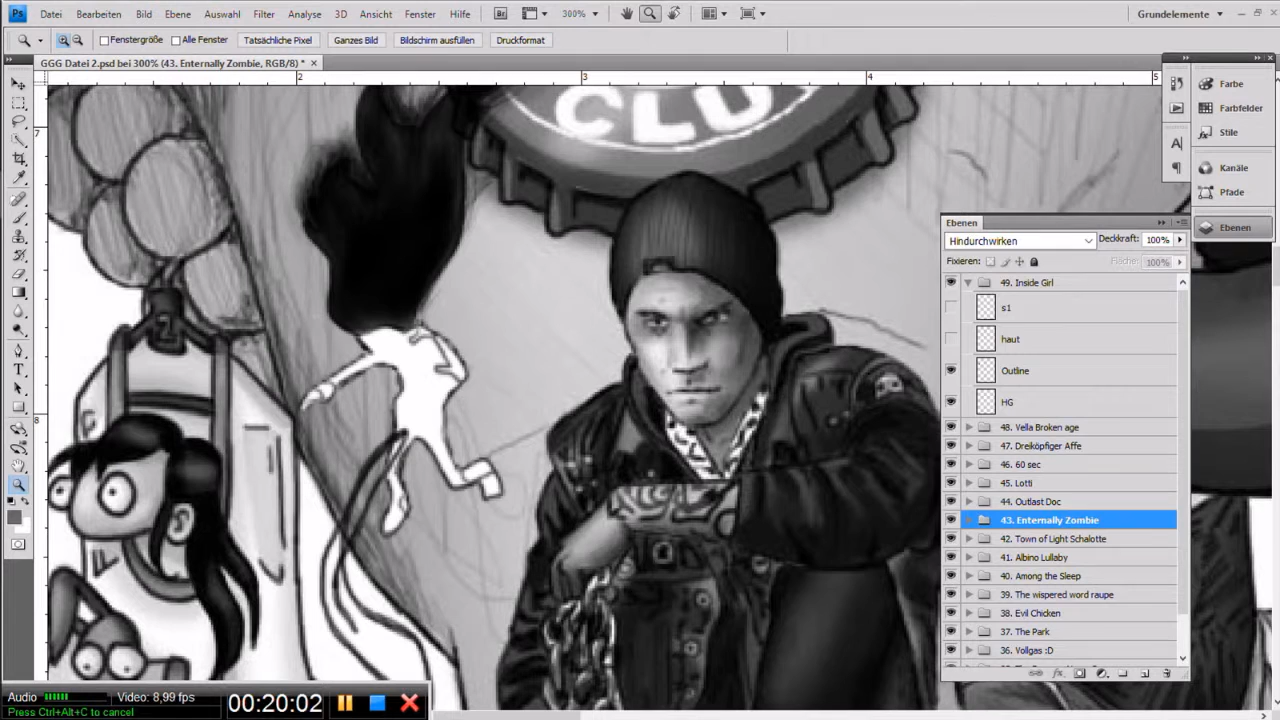 Ps Datei Bearbeiten Bild Ebene Auswahl Filter Analyse 3D Ansicht Fenster Hilfe Br 300% Grundelemente
Fenstergröße Alle Fenster Tatsächliche Pixel Ganzes Bild Bildschirm ausfüllen Druckformat
GGG Datei 2.psd bei 300% (43. Enternally Zombie, RGB/8) *
2 3 4 5
7
8
CLU
Farbe
Farbfelder
Stile
Kanäle
Pfade
Ebenen
Ebenen
Hindurchwirken Deckkraft: 100%
Fixieren: Fläche: 100%
49. Inside Girl
s1
haut
Outline
HG
48. Vella Broken age
47. Dreiköpfiger Affe
46. 60 sec
45. Lotti
44. Outlast Doc
43. Enternally Zombie
42. Town of Light Schalotte
41. Albino Lullaby
40. Among the Sleep
39. The wispered word raupe
38. Evil Chicken
37. The Park
36. Vollgas :D
Audio Video: 8,99 fps
Press Ctrl+Alt+C to cancel
00:20:02